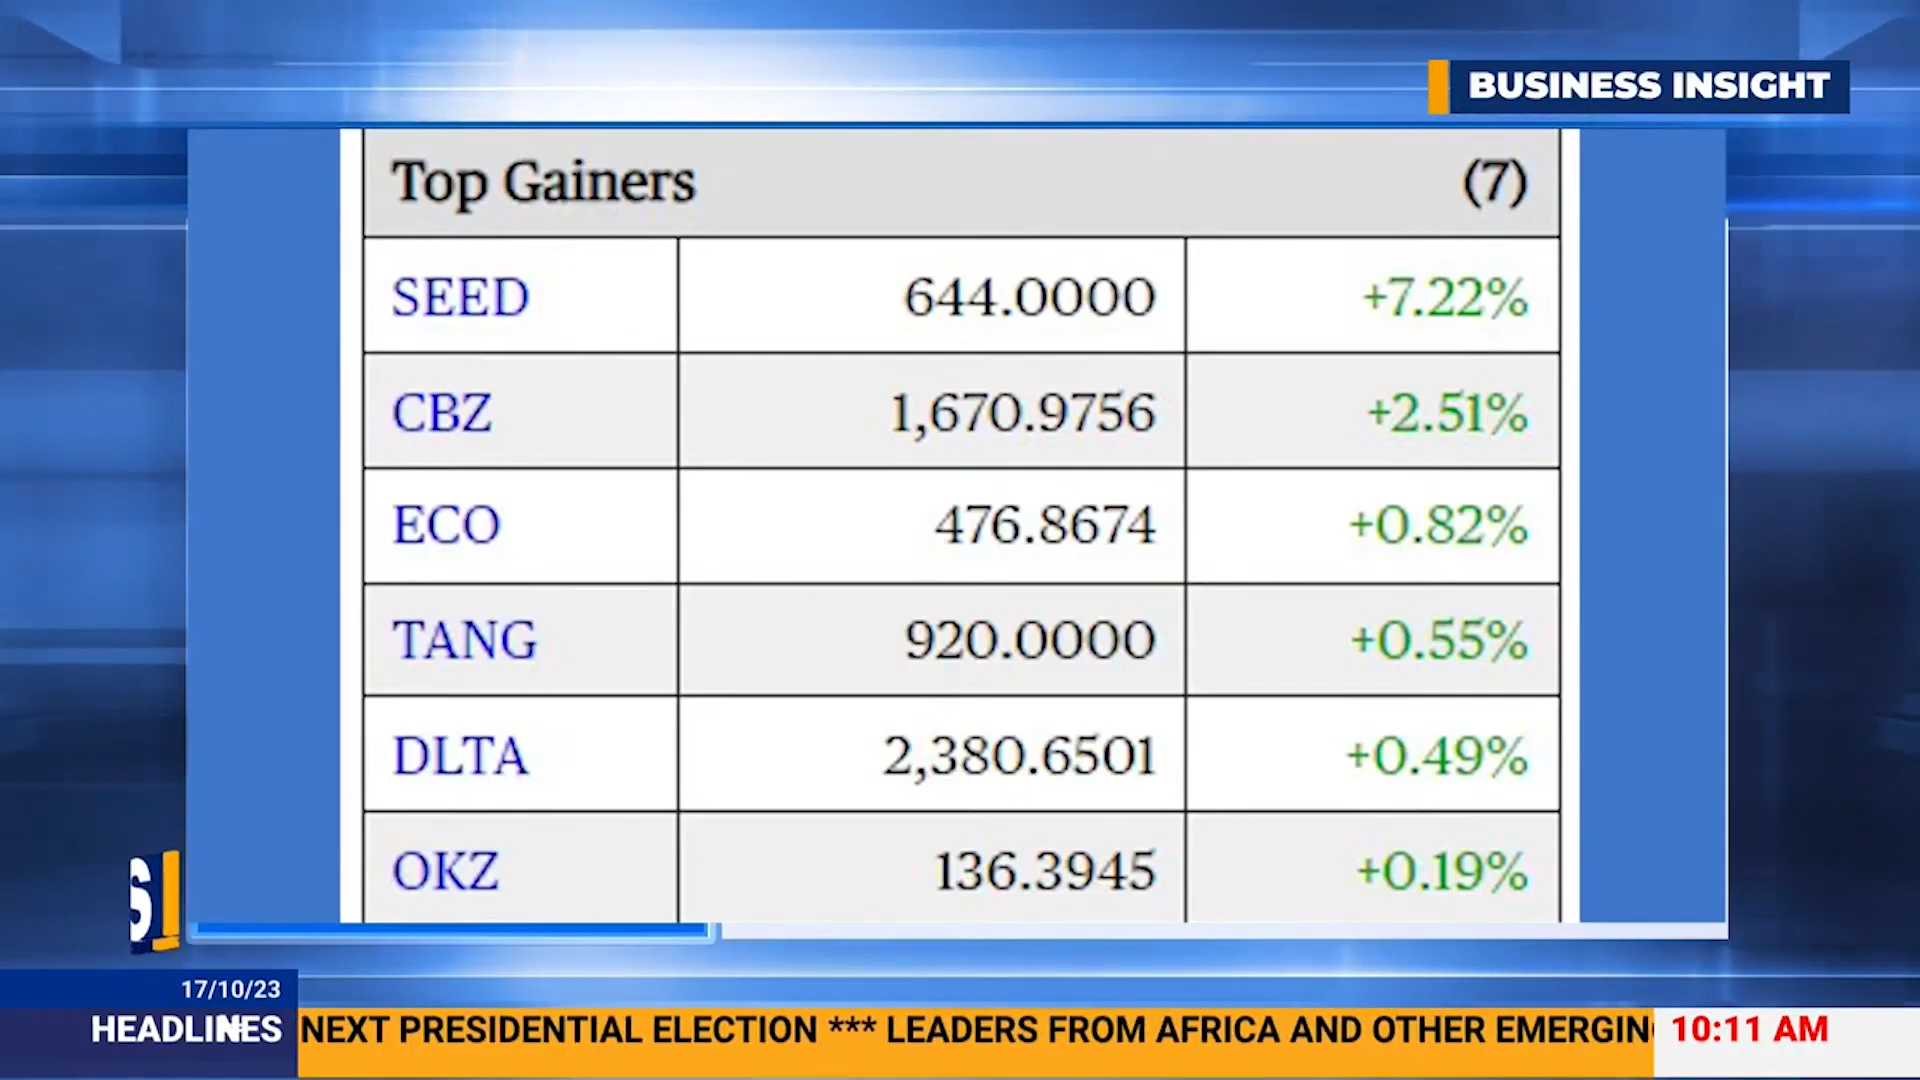 BUSINESS INSIGHT
Top Gainers (7)
SEED 644.0000 +7.22%
CBZ 1,670.9756 +2.51%
ECO 476.8674 +0.82%
TANG 920.0000 +0.55%
DLTA 2,380.6501 +0.49%
OKZ 136.3945 +0.19%
S
17/10/23
HEADLINES
NEXT PRESIDENTIAL ELECTION *** LEADERS FROM AFRICA AND OTHER EMERGIN
10:11 AM